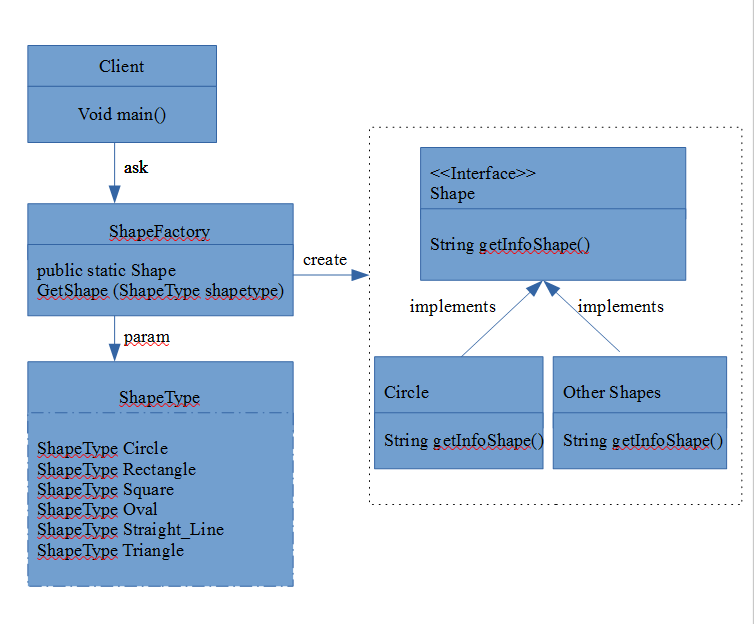 Client
Void main()
ask
ShapeFactory
public static Shape
GetShape (ShapeType shapetype)
param
ShapeType
ShapeType Circle
ShapeType Rectangle
ShapeType Square
ShapeType Oval
ShapeType Straight_Line
ShapeType Triangle
create
<<Interface>>
Shape
String getInfoShape()
implements
implements
Circle
String getInfoShape()
Other Shapes
String getInfoShape()